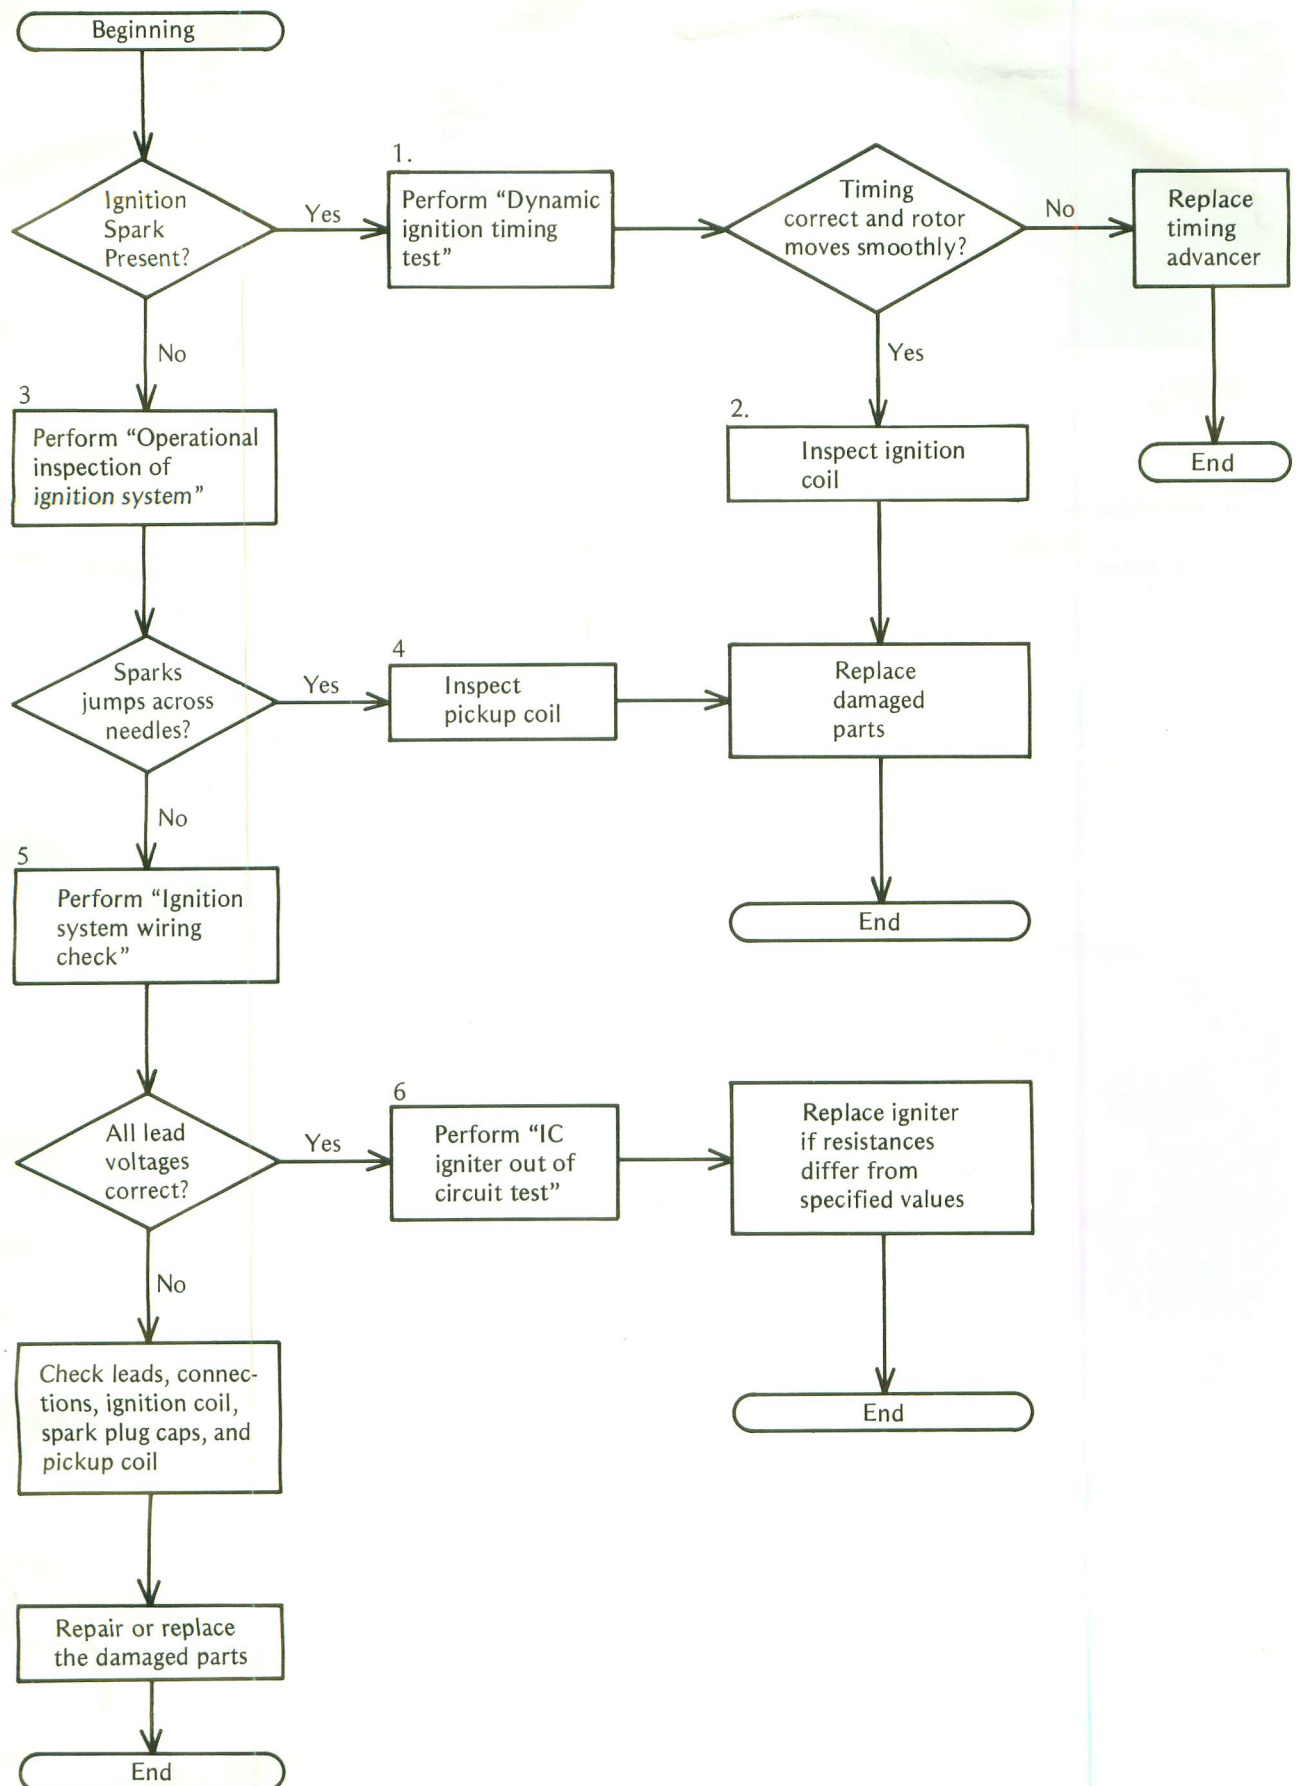 Beginning
Ignition
Spark
Present?
Yes
1.
Perform “Dynamic
ignition timing
test”
Timing
correct and rotor
moves smoothly?
No
Replace
timing
advancer
End
Yes
2.
Inspect ignition
coil
No
3
Perform “Operational
inspection of
ignition system”
Sparks
jumps across
needles?
Yes
4
Inspect
pickup coil
Replace
damaged
parts
End
No
5
Perform “Ignition
system wiring
check”
All lead
voltages
correct?
Yes
6
Perform “IC
igniter out of
circuit test”
Replace igniter
if resistances
differ from
specified values
End
No
Check leads, connec-
tions, ignition coil,
spark plug caps, and
pickup coil
Repair or replace
the damaged parts
End